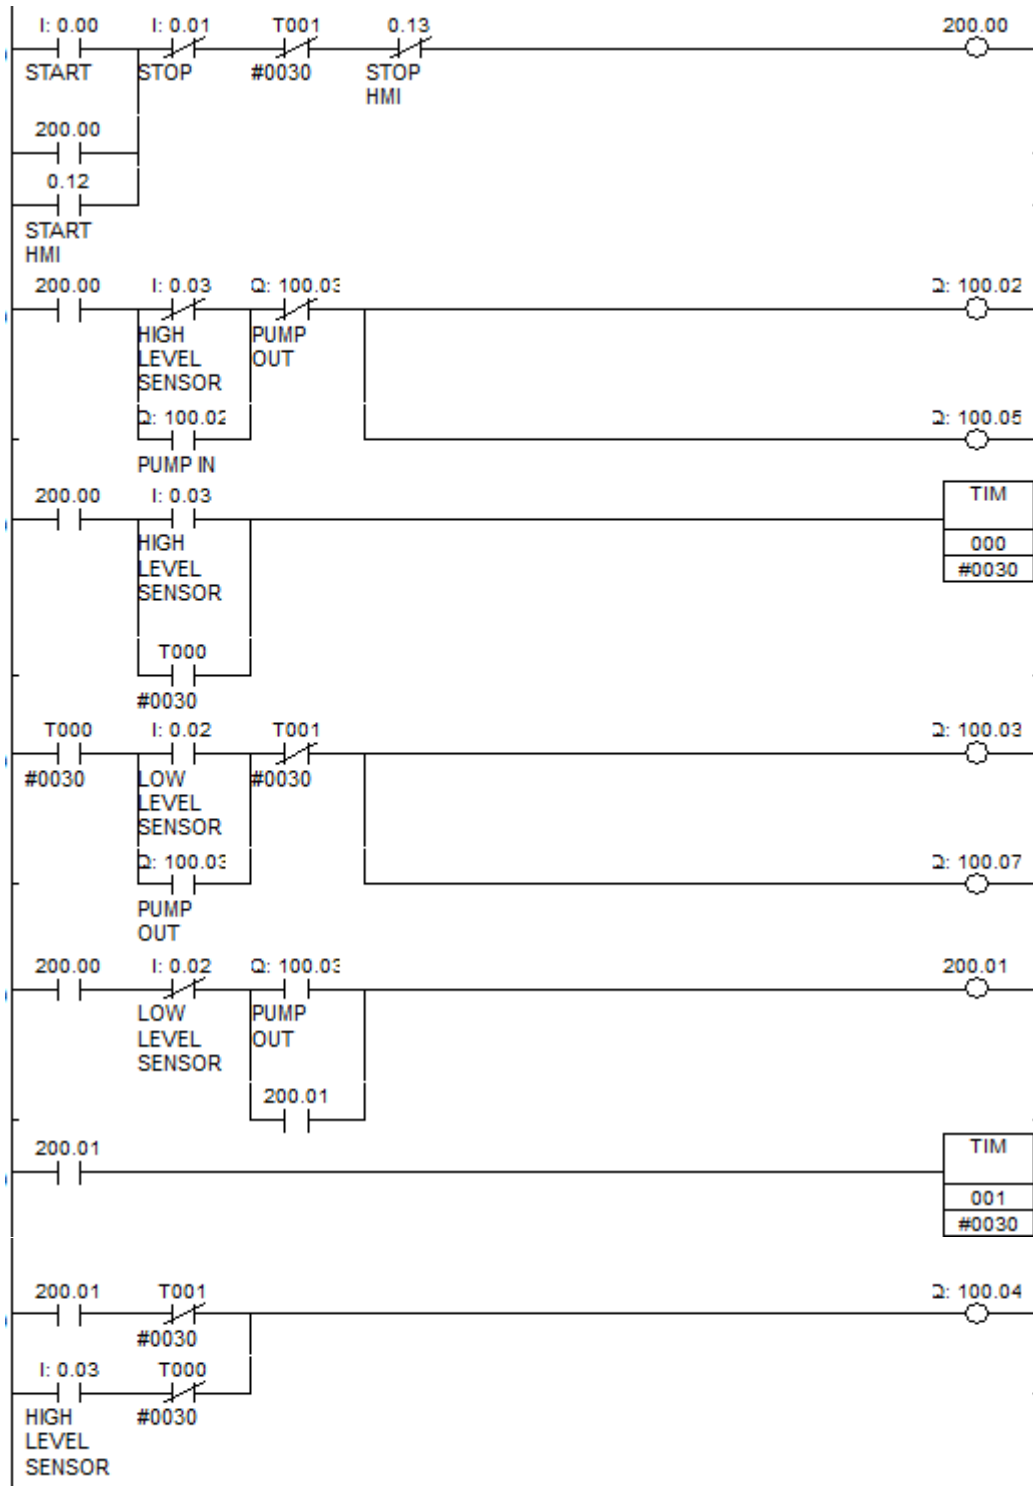 I: 0.00 I: 0.01 T001 0.13 200.00
START STOP #0030 STOP
HMI
200.00
0.12
START
HMI
200.00 I: 0.03 Q: 100.03 Q: 100.02
HIGH PUMP
LEVEL OUT
SENSOR
Q: 100.02 Q: 100.05
PUMP IN
200.00 I: 0.03 TIM
HIGH 000
LEVEL #0030
SENSOR
T000
#0030
T000 I: 0.02 T001 Q: 100.03
#0030 LOW #0030
LEVEL
SENSOR
Q: 100.03 Q: 100.07
PUMP
OUT
200.00 I: 0.02 Q: 100.03 200.01
LOW PUMP
LEVEL OUT
SENSOR
200.01
200.01 TIM
001
#0030
200.01 T001 Q: 100.04
#0030
I: 0.03 T000
HIGH #0030
LEVEL
SENSOR